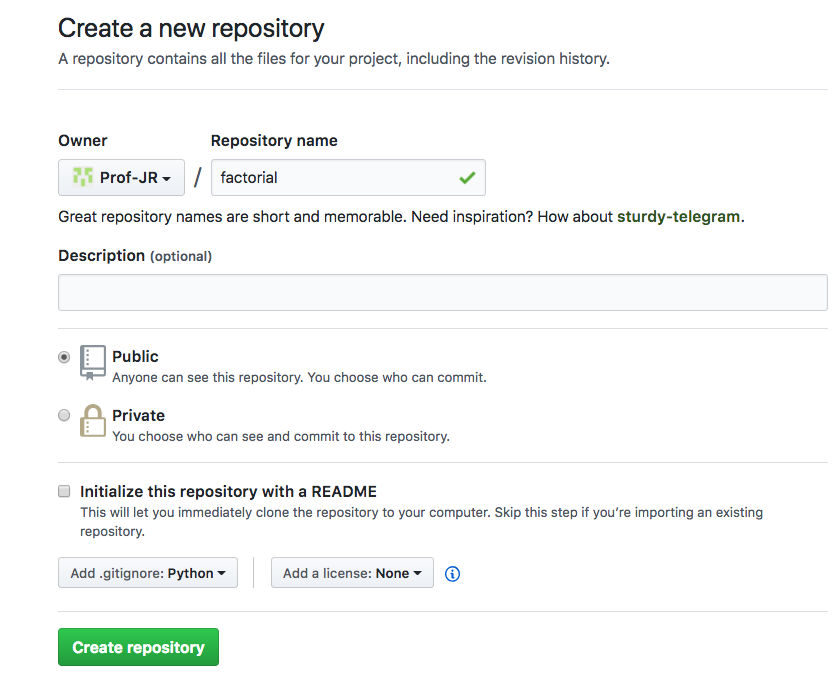 Create a new repository
A repository contains all the files for your project, including the revision history.
Owner Repository name
Prof-JR / factorial
Great repository names are short and memorable. Need inspiration? How about sturdy-telegram.
Description (optional)
Public
Anyone can see this repository. You choose who can commit.
Private
You choose who can see and commit to this repository.
Initialize this repository with a README
This will let you immediately clone the repository to your computer. Skip this step if you’re importing an existing
repository.
Add .gitignore: Python Add a license: None
Create repository